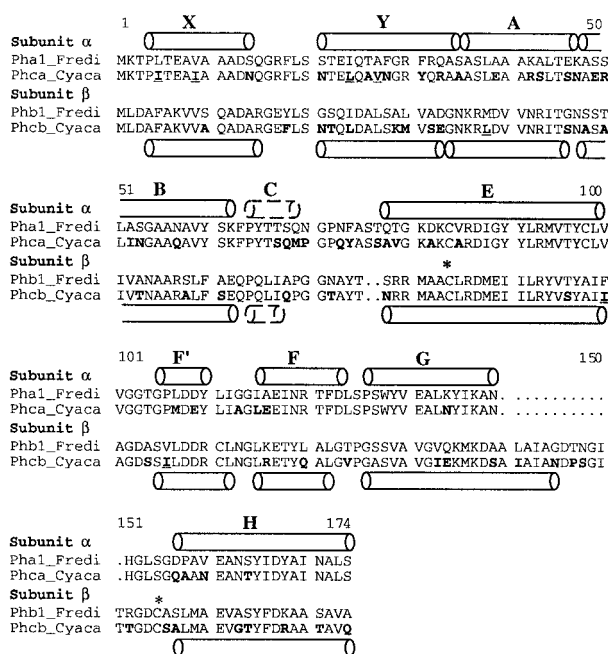 1 X Y A 50
Subunit α
Pha1_Fredi MKTPLTEAVA AADSQGRFLS STEIQTAFGR FRQASASLAA AKALTEKASS
Phca_Cyaca MKTPITEAIA AADNQGRFLS NTELQAVNGR YQRAAASLEA ARSLTSNAER
Subunit β
Phb1_Fredi MLDAFAKVVS QADARGEYLS GSQIDALSAL VADGNKRMDV VNRITGNSST
Phcb_Cyaca MLDAFAKVVA QADARGEFLS NTQLDALSKM VSEGNKRLDV VNRITSNASA
51 B C E 100
Subunit α
Pha1_Fredi LASGAANAVY SKFPYTTSQN GPNFASTQTG KDKCVRDIGY YLRMVTYCLV
Phca_Cyaca LINGAAQAVY SKFPYTSQMP GPQYASSAVG KAKCARDIGY YLRMVTYCLV
Subunit β *
Phb1_Fredi IVANAARSLF AEQPQLIAPG GNAYT..SRR MAACLRDMEI ILRYVTYAIF
Phcb_Cyaca IVTNAARALF SEQPQLIQPG GTAYT..NRR MAACLRDMEI ILRYVSYAII
101 F' F G 150
Subunit α
Pha1_Fredi VGGTGPLDDY LIGGIAEINR TFDLSPSWYV EALKYIKAN. ..........
Phca_Cyaca VGGTGPMDEY LIAGLEEINR TFDLSPSWYV EALNYIKAN. ..........
Subunit β
Phb1_Fredi AGDASVLDDR CLNGLKETYL ALGTPGSSVA VGVQKMKDAA LAIAGDTNGI
Phcb_Cyaca AGDSSILDDR CLNGLRETYQ ALGVPGASVA VGIEKMKDSA IAIANDPSGI
151 H 174
Subunit α
Pha1_Fredi .HGLSGDPAV EANSYIDYAI NALS
Phca_Cyaca .HGLSGQAAN EANTYIDYAI NALS
Subunit β *
Phb1_Fredi TRGDCASLMA EVASYFDKAA SAVA
Phcb_Cyaca TTGDCSALMA EVGTYFDRAA TAVQ